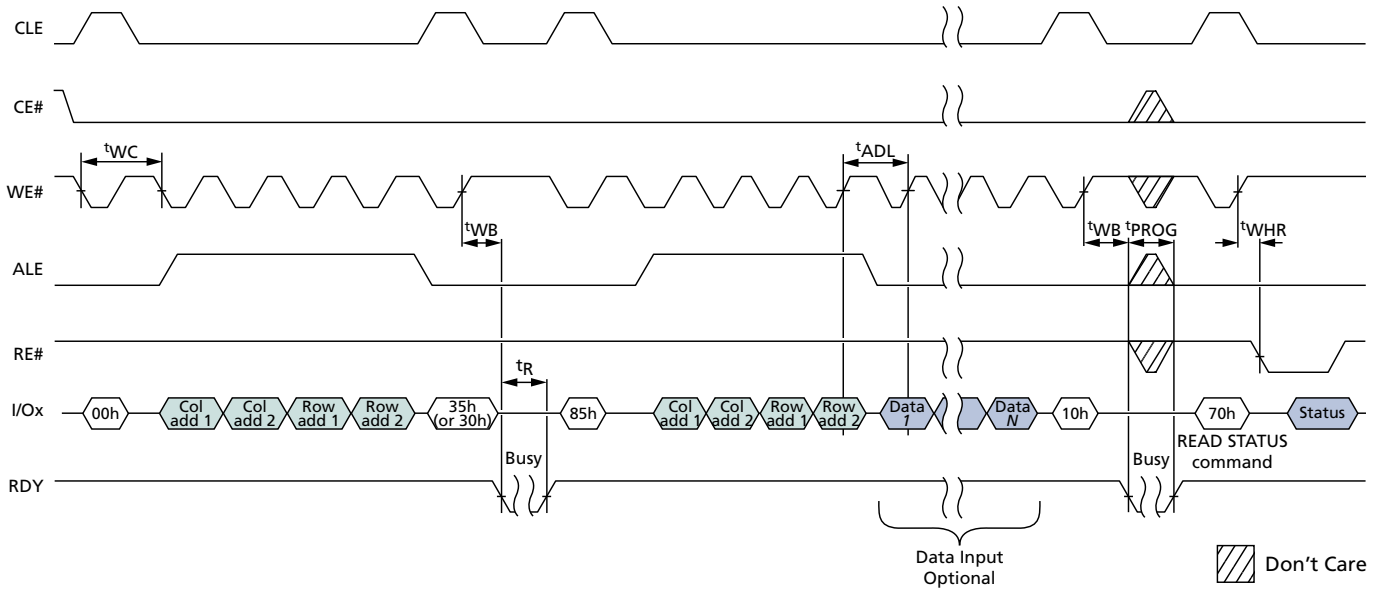 CLE
CE#
tWC
tADL
WE#
tWB
tWB
tPROG
tWHR
ALE
RE#
tR
I/Ox
00h
Col
add 1
Col
add 2
Row
add 1
Row
add 2
35h
(or 30h)
85h
Col
add 1
Col
add 2
Row
add 1
Row
add 2
Data
1
Data
N
10h
70h
Status
READ STATUS
command
Busy
Busy
RDY
Data Input
Optional
Don't Care